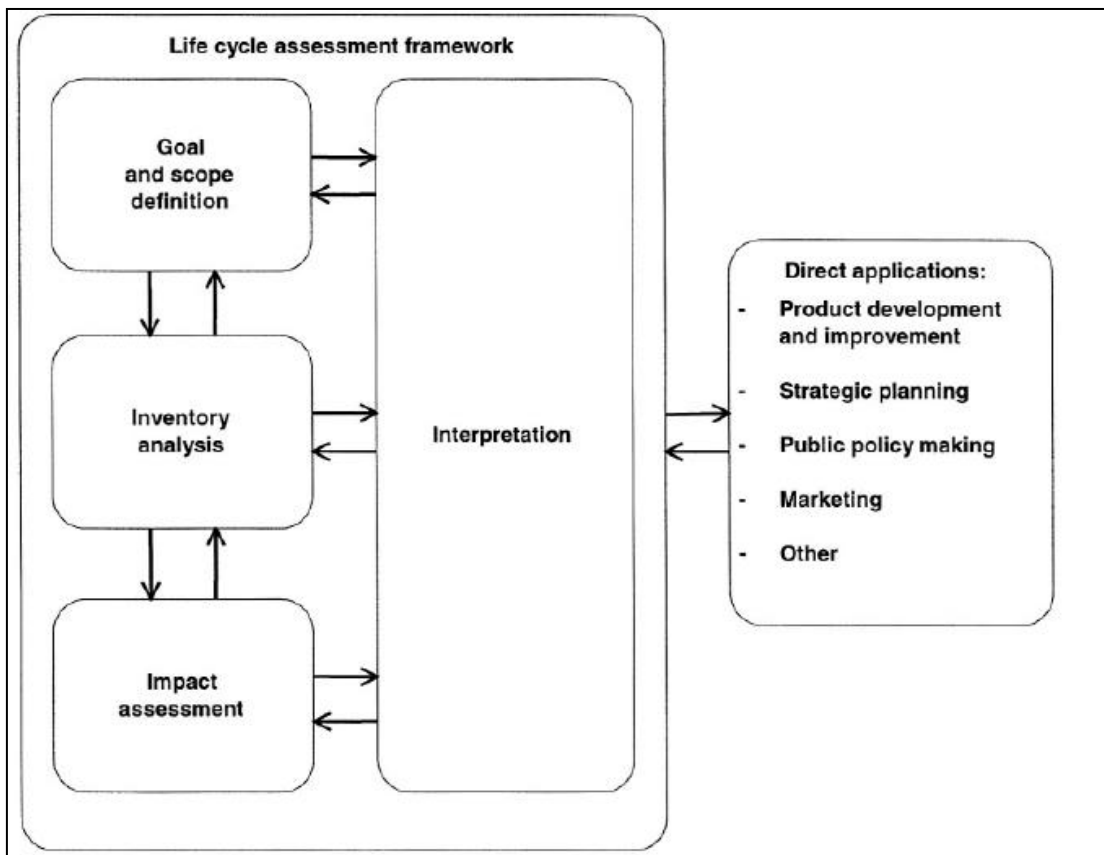 Life cycle assessment framework
Goal
and scope
definition
Inventory
analysis
Impact
assessment
Interpretation
Direct applications:
- Product development
and improvement
- Strategic planning
- Public policy making
- Marketing
- Other